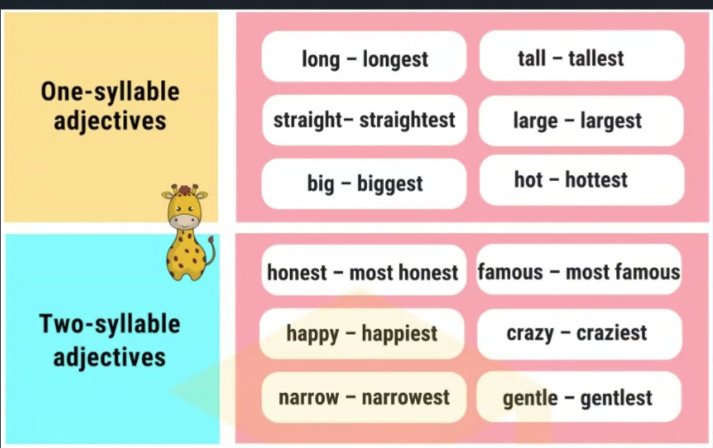 One-syllable
adjectives
long – longest
tall – tallest
straight– straightest
large – largest
big – biggest
hot – hottest
Two-syllable
adjectives
honest – most honest
famous – most famous
happy – happiest
crazy – craziest
narrow – narrowest
gentle – gentlest